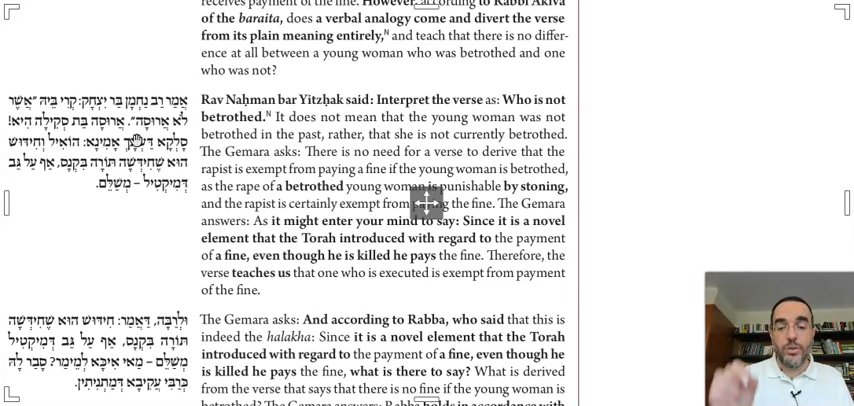 receives payment of the fine. However, according to Rabbi Akiva
of the baraita, does a verbal analogy come and divert the verse
from its plain meaning entirely,N and teach that there is no differ-
ence at all between a young woman who was betrothed and one
who was not?
אָמַר רַב נַחְמָן בַּר יִצְחָק: קְרִי בֵּיהּ ״אֲשֶׁר
לֹא אֲרוּסָה״. אֲרוּסָה בַּת סְקִילָה הִיא!
סָלְקָא דַּעְתָּךְ אָמִינָא: הוֹאִיל וְחִידּוּשׁ
הוּא שֶׁחִידְּשָׁה תּוֹרָה בִּקְנָס, אַף עַל גַּב
דְּמִיקְטִיל – מְשַׁלֵּם.
Rav Naḥman bar Yitzḥak said: Interpret the verse as: Who is not
betrothed.N It does not mean that the young woman was not
betrothed in the past, rather, that she is not currently betrothed.
The Gemara asks: There is no need for a verse to derive that the
rapist is exempt from paying a fine if the young woman is betrothed,
as the rape of a betrothed young woman is punishable by stoning,
and the rapist is certainly exempt from paying the fine. The Gemara
answers: As it might enter your mind to say: Since it is a novel
element that the Torah introduced with regard to the payment
of a fine, even though he is killed he pays the fine. Therefore, the
verse teaches us that one who is executed is exempt from payment
of the fine.
וּלְרַבָּה, דַּאֲמַר: חִידּוּשׁ הוּא שֶׁחִידְּשָׁה
תּוֹרָה בִּקְנָס, אַף עַל גַּב דְּמִיקְטִיל
מְשַׁלֵּם – מַאי אִיכָּא לְמֵימַר? סָבַר לָהּ
כְּרַבִּי עֲקִיבָא דְּמַתְנִיתִין.
The Gemara asks: And according to Rabba, who said that this is
indeed the halakha: Since it is a novel element that the Torah
introduced with regard to the payment of a fine, even though he
is killed he pays the fine, what is there to say? What is derived
from the verse that says that there is no fine if the young woman is
betrothed? The Gemara answers: Rabba holds in accordance with